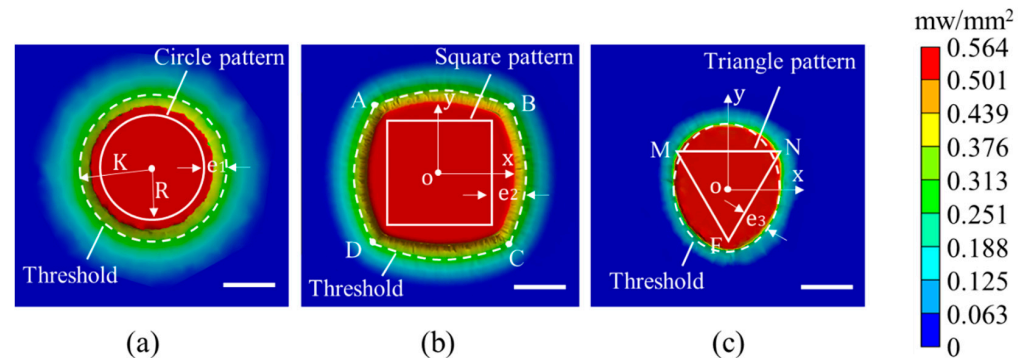 mw/mm²
Circle pattern
K
R
e1
Threshold
(a)
Square pattern
A
B
y
x
o
e2
D
C
Threshold
(b)
Triangle pattern
y
M
N
o
x
e3
F
Threshold
(c)
0.564
0.501
0.439
0.376
0.313
0.251
0.188
0.125
0.063
0